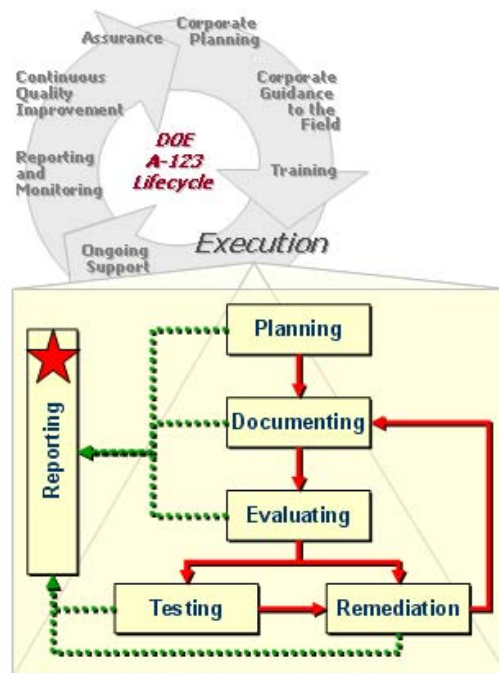 Assurance
Corporate
Planning
Continuous
Quality
Improvement
Corporate
Guidance
to the
Field
DOE
A-123
Lifecycle
Reporting
and
Monitoring
Training
Ongoing
Support
Execution
Planning
Reporting
Documenting
Evaluating
Testing
Remediation